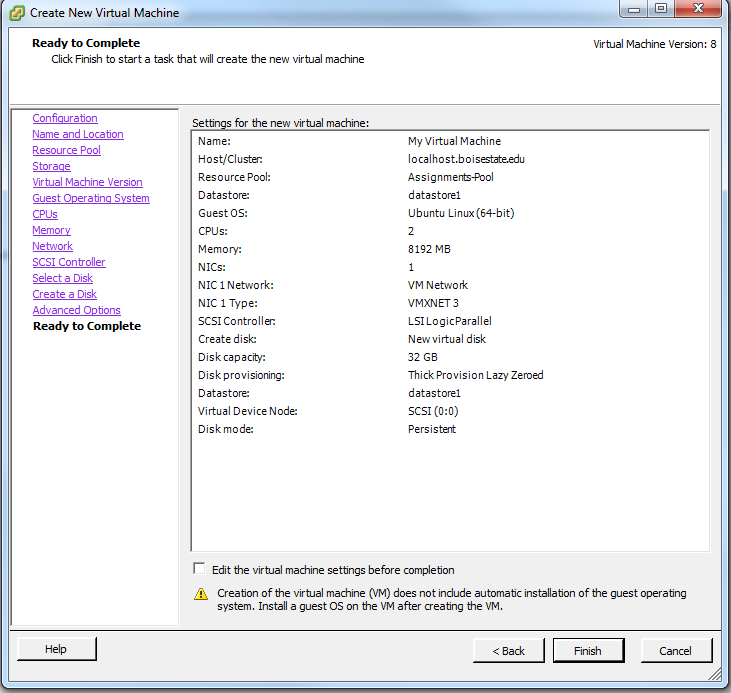 Create New Virtual Machine
Ready to Complete
Click Finish to start a task that will create the new virtual machine
Virtual Machine Version: 8
Configuration
Name and Location
Resource Pool
Storage
Virtual Machine Version
Guest Operating System
CPUs
Memory
Network
SCSI Controller
Select a Disk
Create a Disk
Advanced Options
Ready to Complete
Settings for the new virtual machine:
Name: My Virtual Machine
Host/Cluster: localhost.boisestate.edu
Resource Pool: Assignments-Pool
Datastore: datastore1
Guest OS: Ubuntu Linux (64-bit)
CPUs: 2
Memory: 8192 MB
NICs: 1
NIC 1 Network: VM Network
NIC 1 Type: VMXNET 3
SCSI Controller: LSI Logic Parallel
Create disk: New virtual disk
Disk capacity: 32 GB
Disk provisioning: Thick Provision Lazy Zeroed
Datastore: datastore1
Virtual Device Node: SCSI (0:0)
Disk mode: Persistent
Edit the virtual machine settings before completion
Creation of the virtual machine (VM) does not include automatic installation of the guest operating
system. Install a guest OS on the VM after creating the VM.
Help
< Back
Finish
Cancel